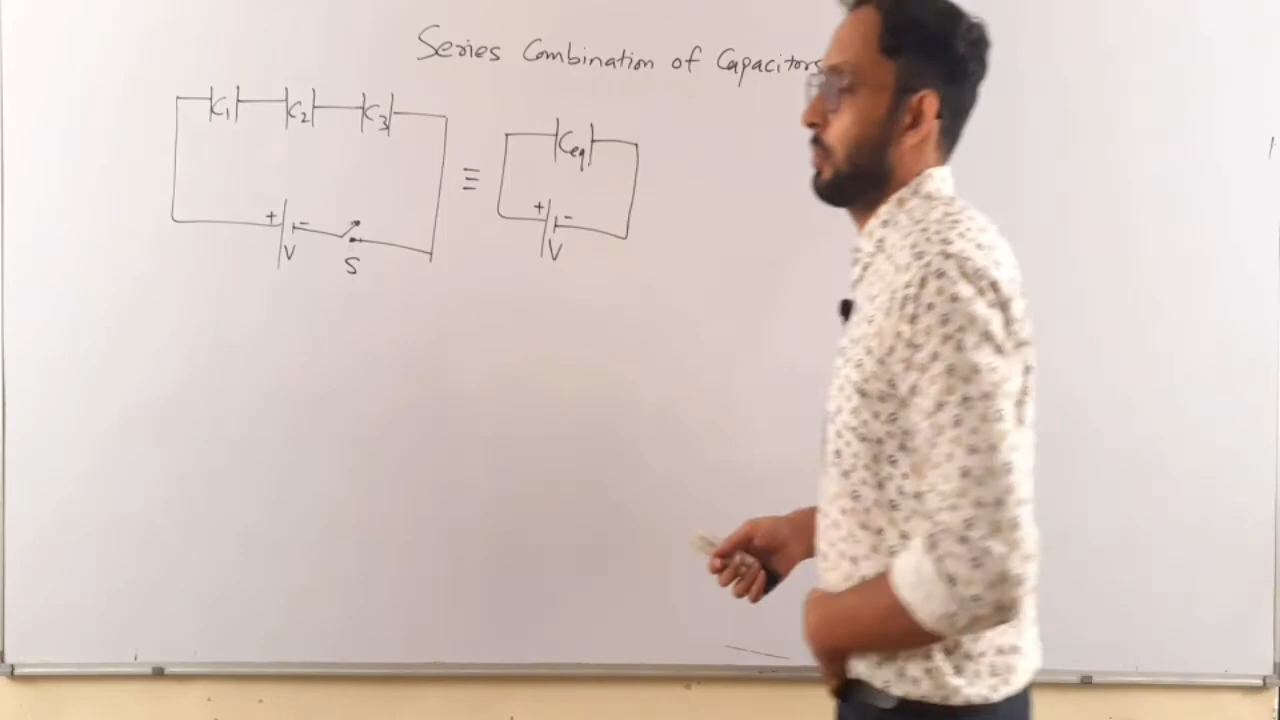 Series Combination of Capacitors
C1 C2 C3
Ceq
≡
+ -
V
S
+ -
V